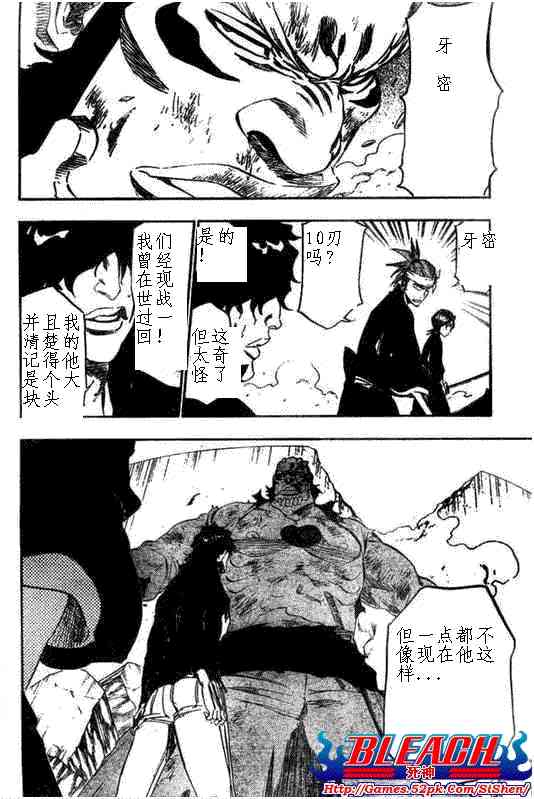 牙
密
牙密
10刃
吗?
是的
!
但这
太奇
怪了
我们
曾经
在现
世战
过一
回!
并且我
清楚的
记得他
是个大
块头
但一点都不
像现在他这
样...
BLEACH
死神
Http://Games.52pk.Com/SiShen/